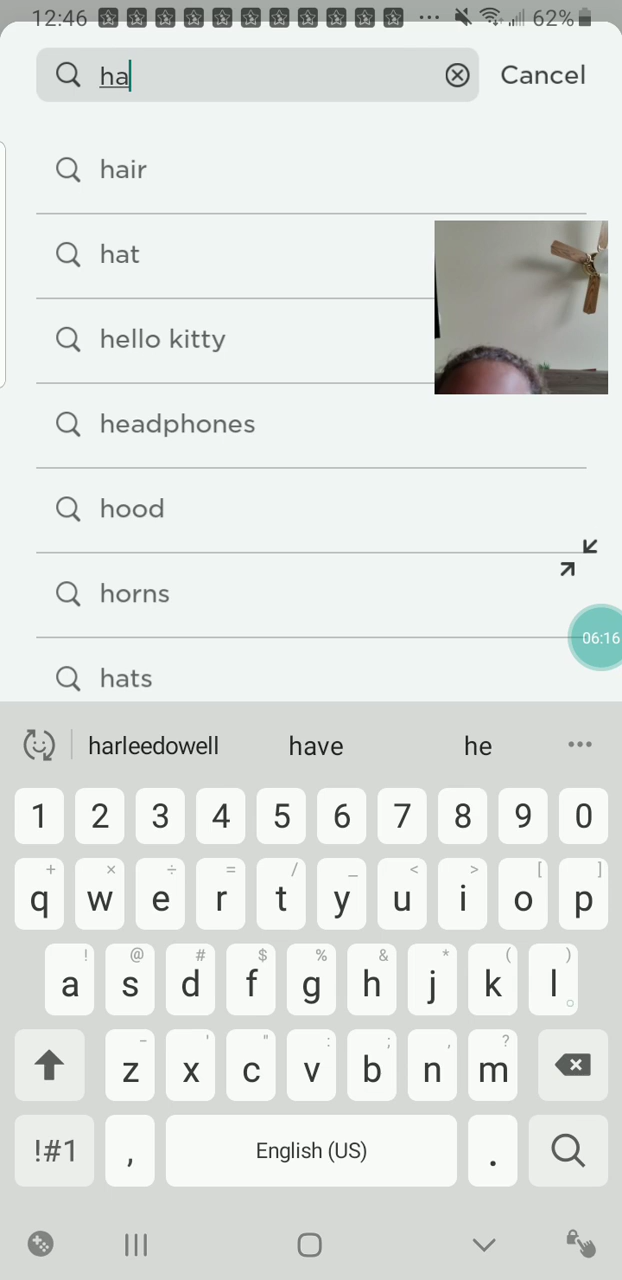 12:46 62%
ha Cancel
hair
hat
hello kitty
headphones
hood
horns
06:16
hats
harleedowell have he
1 2 3 4 5 6 7 8 9 0
+ × ÷ = / _ < > [ ]
q w e r t y u i o p
! @ # $ % & * ( )
a s d f g h j k l
- ' " : ; , ?
z x c v b n m
!#1 , English (US) .